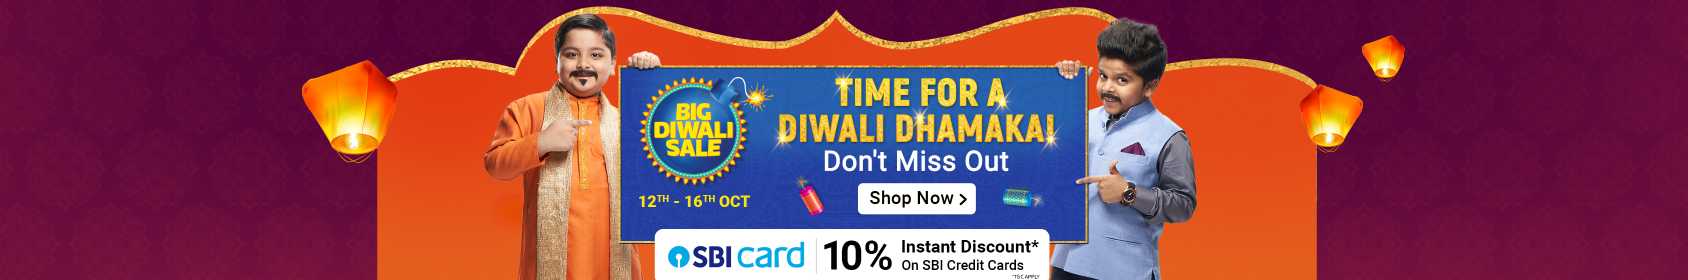 BIG
DIWALI
SALE
12TH - 16TH OCT
TIME FOR A
DIWALI DHAMAKA!
Don't Miss Out
Shop Now >
SBI card
10%
Instant Discount*
On SBI Credit Cards
*T&C APPLY